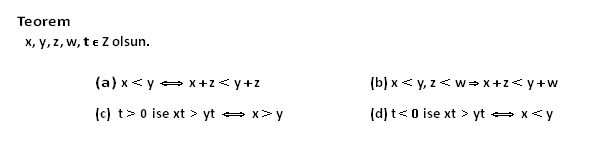 Teorem
x, y, z, w, t ϵ Z olsun.
(a) x < y ⟺ x+z < y+z (b) x < y, z < w ⇒ x+z < y+w
(c) t > 0 ise xt > yt ⟺ x > y (d) t < 0 ise xt > yt ⟺ x < y